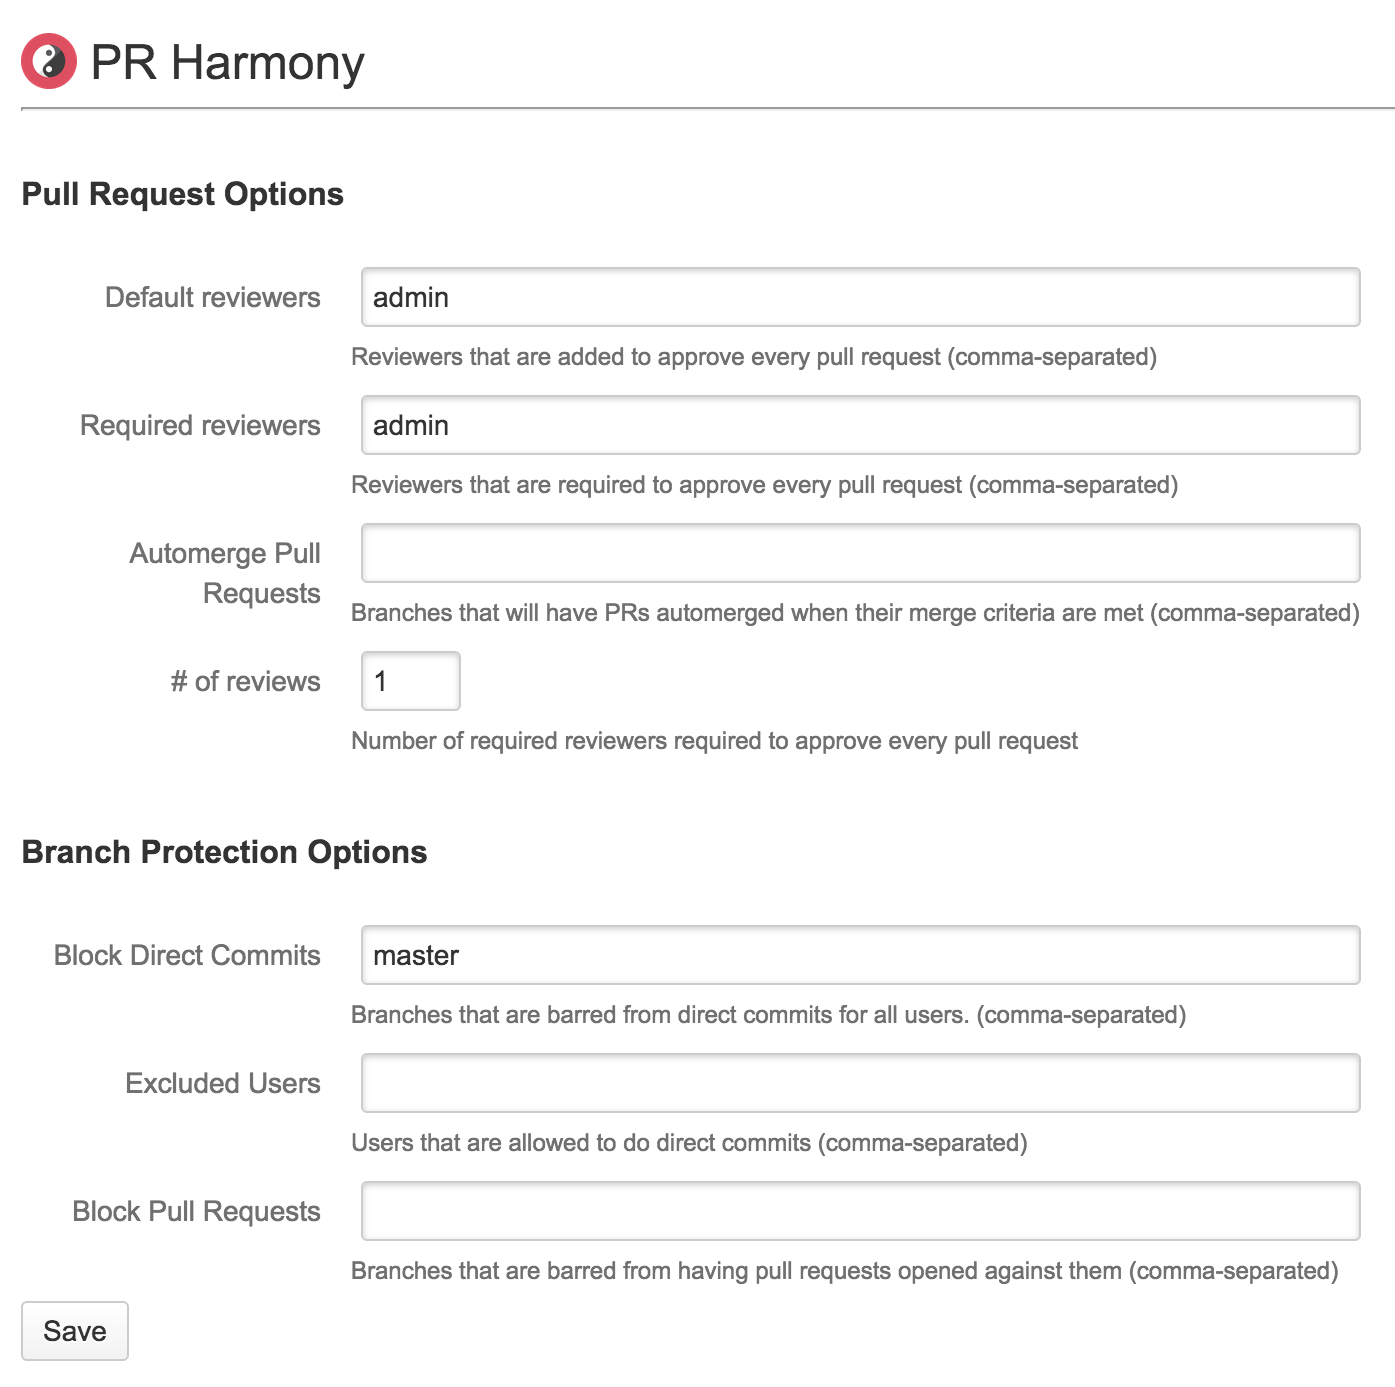 PR Harmony
Pull Request Options
Default reviewers
admin
Reviewers that are added to approve every pull request (comma-separated)
Required reviewers
admin
Reviewers that are required to approve every pull request (comma-separated)
Automerge Pull
Requests
Branches that will have PRs automerged when their merge criteria are met (comma-separated)
# of reviews
1
Number of required reviewers required to approve every pull request
Branch Protection Options
Block Direct Commits
master
Branches that are barred from direct commits for all users. (comma-separated)
Excluded Users
Users that are allowed to do direct commits (comma-separated)
Block Pull Requests
Branches that are barred from having pull requests opened against them (comma-separated)
Save